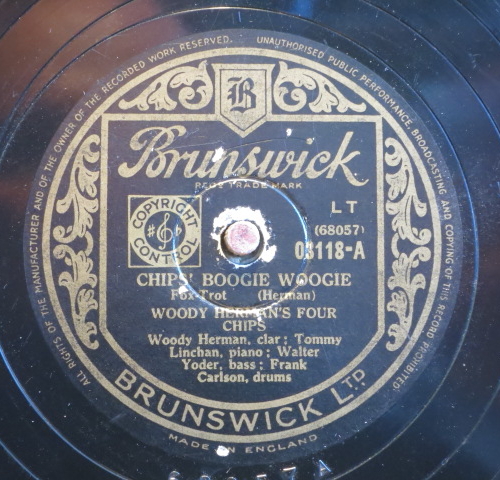 ALL RIGHTS OF THE MANUFACTURER AND OF THE OWNER OF THE RECORDED WORK RESERVED. UNAUTHORISED PUBLIC PERFORMANCE BROADCASTING AND COPYING OF THIS RECORD PROHIBITED
B
Brunswick
REGD TRADE MARK
COPYRIGHT
CONTROL
LT
(68057)
03118-A
CHIPS' BOOGIE WOOGIE
Fox-Trot (Herman)
WOODY HERMAN'S FOUR
CHIPS
Woody Herman, clar; Tommy
Linchan, piano; Walter
Yoder, bass; Frank
Carlson, drums
BRUNSWICK LTD.
MADE IN ENGLAND